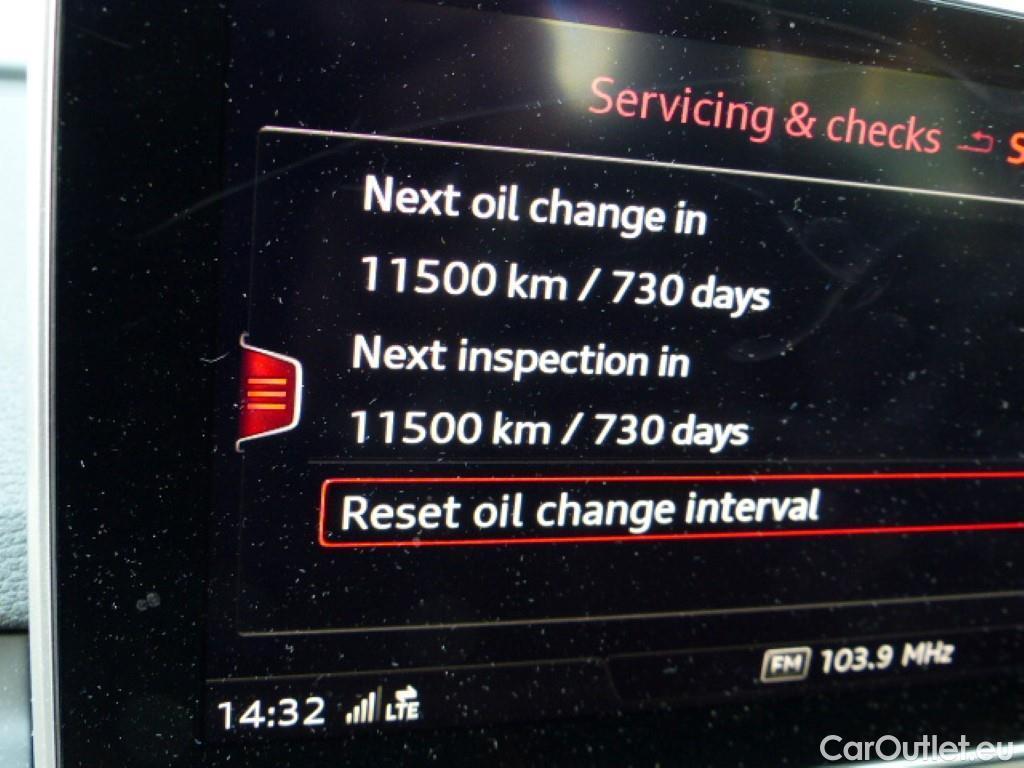 Servicing & checks
Next oil change in
11500 km / 730 days
Next inspection in
11500 km / 730 days
Reset oil change interval
FM 103.9 MHz
14:32 LTE
CarOutlet.eu